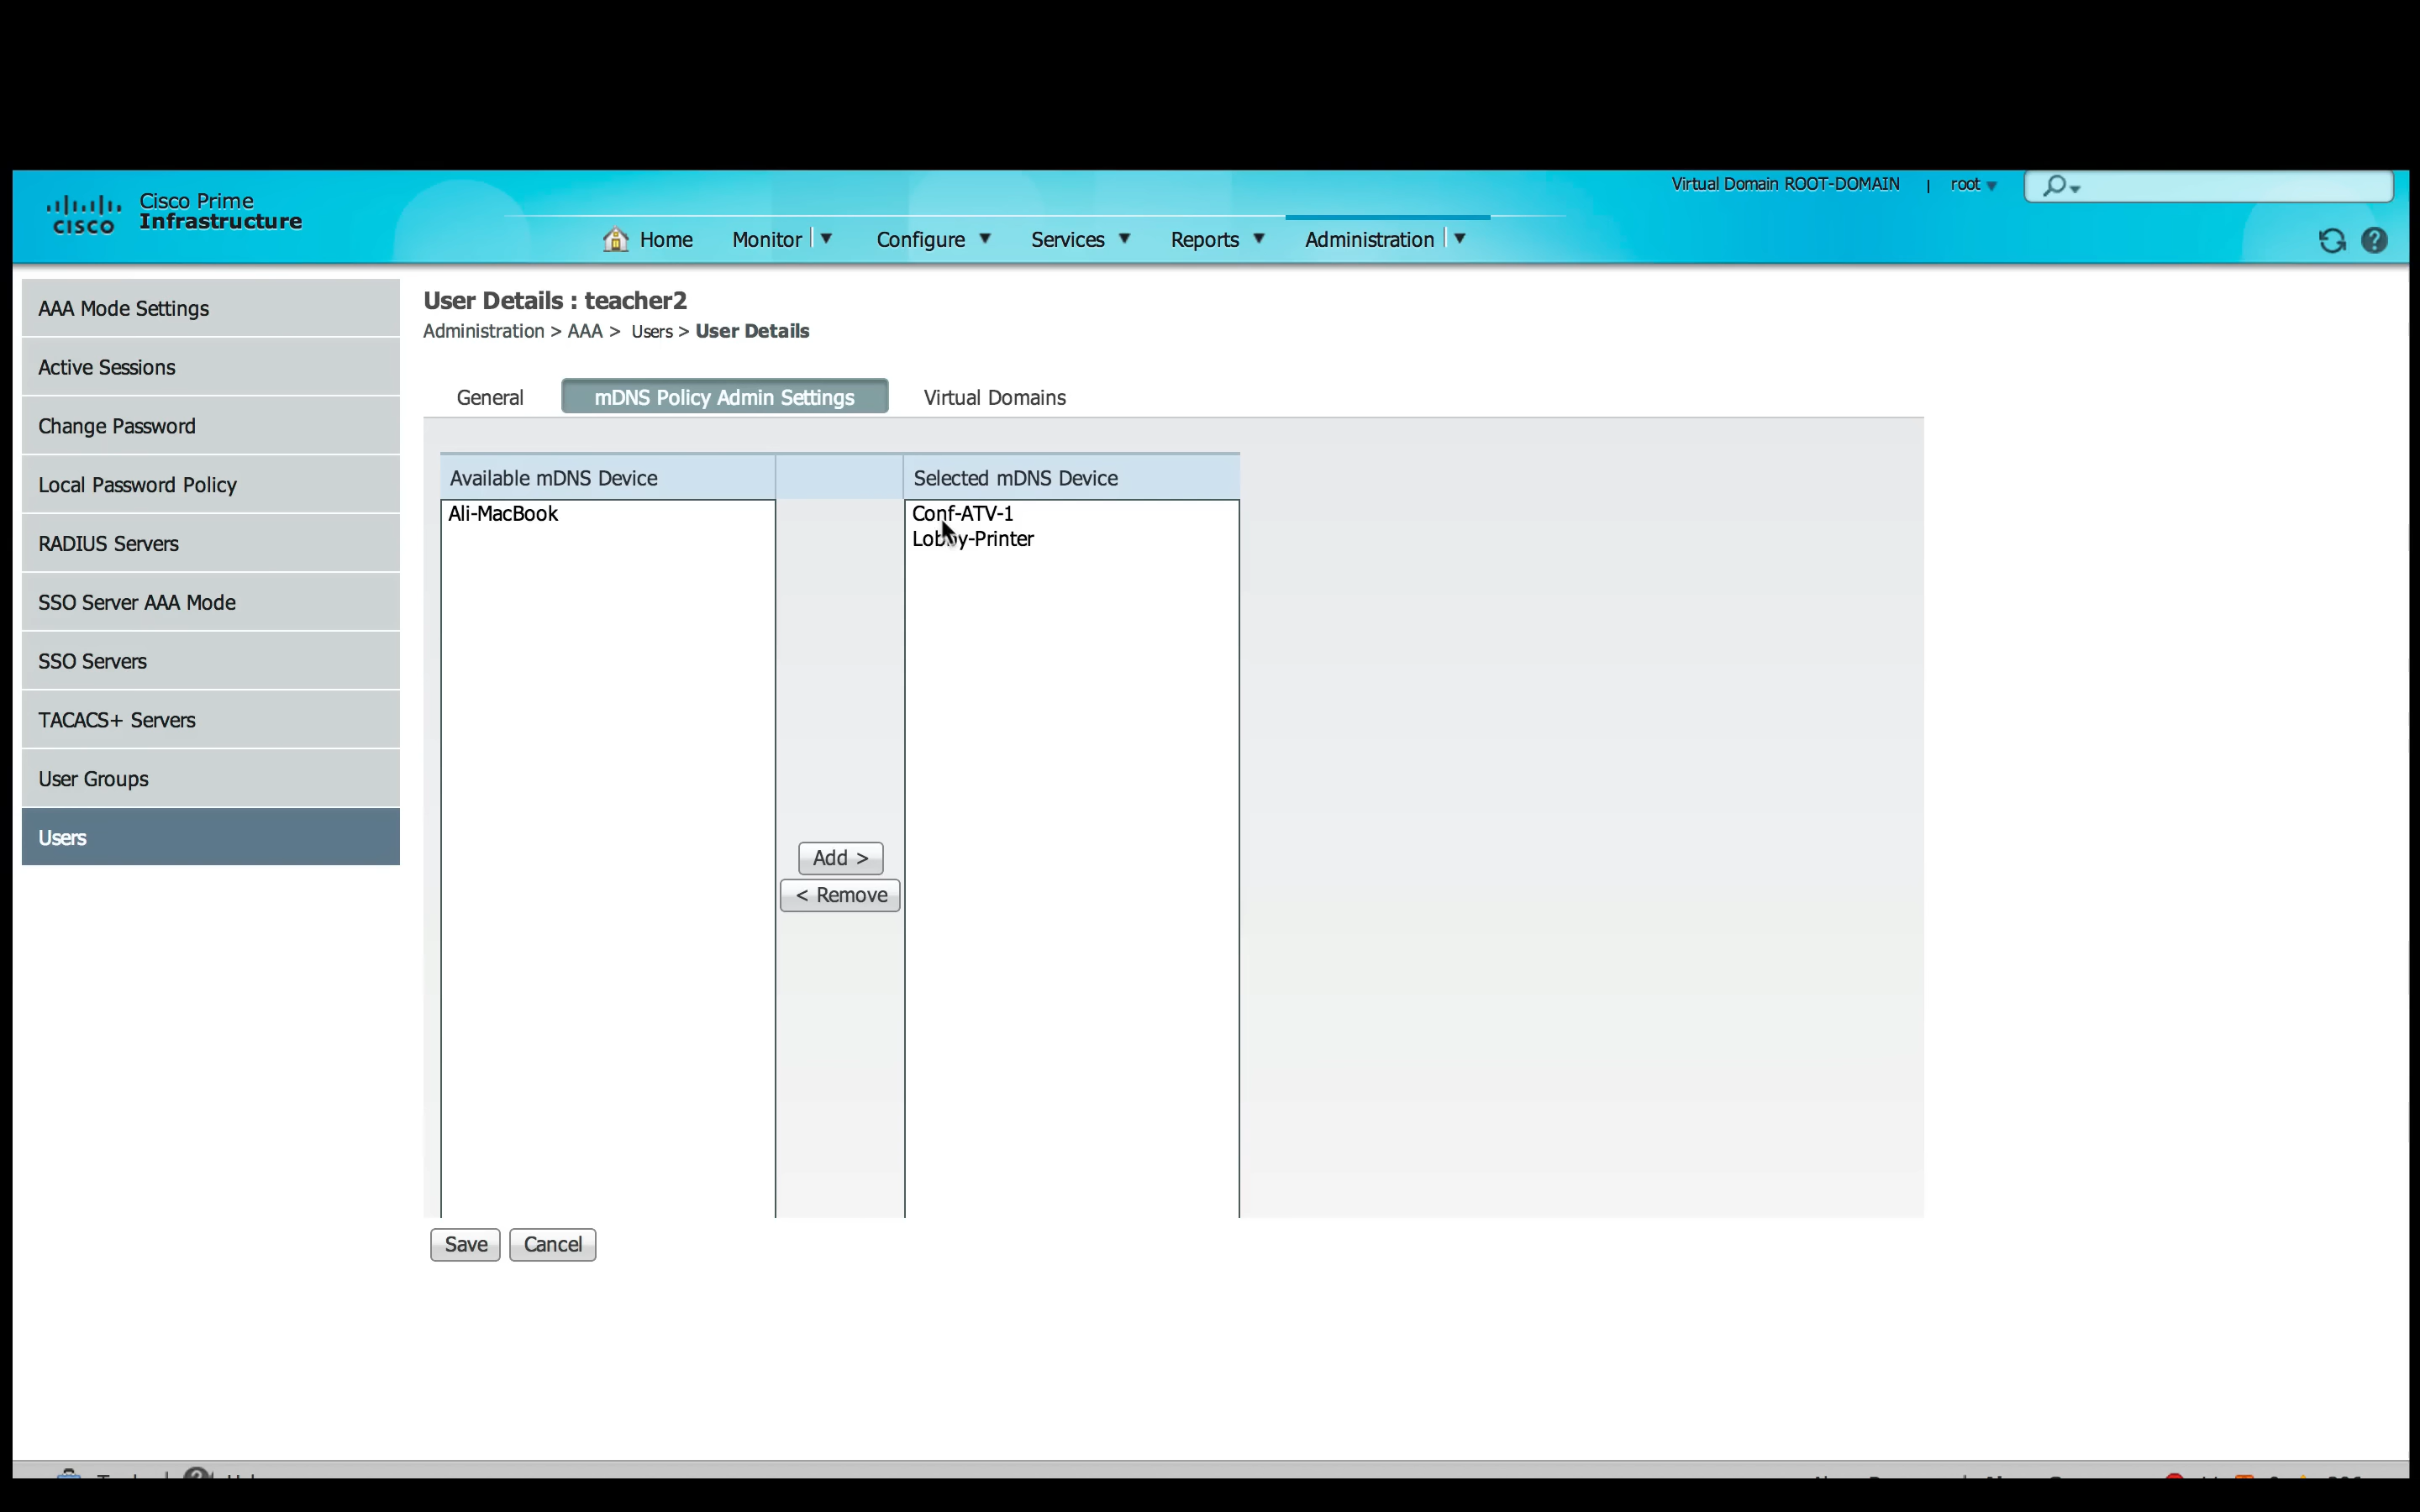 Virtual Domain ROOT-DOMAIN | root
CISCO
Cisco Prime
Infrastructure
Home Monitor Configure Services Reports Administration
AAA Mode Settings
Active Sessions
Change Password
Local Password Policy
RADIUS Servers
SSO Server AAA Mode
SSO Servers
TACACS+ Servers
User Groups
Users
User Details : teacher2
Administration > AAA > Users > User Details
General mDNS Policy Admin Settings Virtual Domains
Available mDNS Device
Ali-MacBook
Add >
< Remove
Selected mDNS Device
Conf-ATV-1
Lobby-Printer
Save Cancel